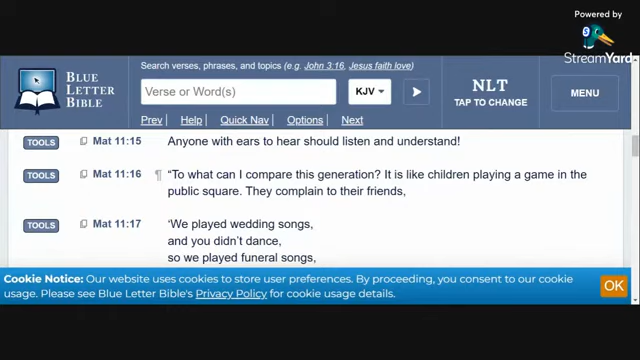 Powered by
StreamYard
Search verses, phrases, and topics (e.g. John 3:16, Jesus faith love)
BLUE
LETTER
BIBLE
Verse or Word(s)
KJV
NLT
TAP TO CHANGE
MENU
Prev | Help | Quick Nav | Options | Next
TOOLS Mat 11:15 Anyone with ears to hear should listen and understand!
TOOLS Mat 11:16 ¶ “To what can I compare this generation? It is like children playing a game in the
public square. They complain to their friends,
TOOLS Mat 11:17 ‘We played wedding songs,
and you didn’t dance,
so we played funeral songs,
Cookie Notice: Our website uses cookies to store user preferences. By proceeding, you consent to our cookie
usage. Please see Blue Letter Bible's Privacy Policy for cookie usage details.
OK